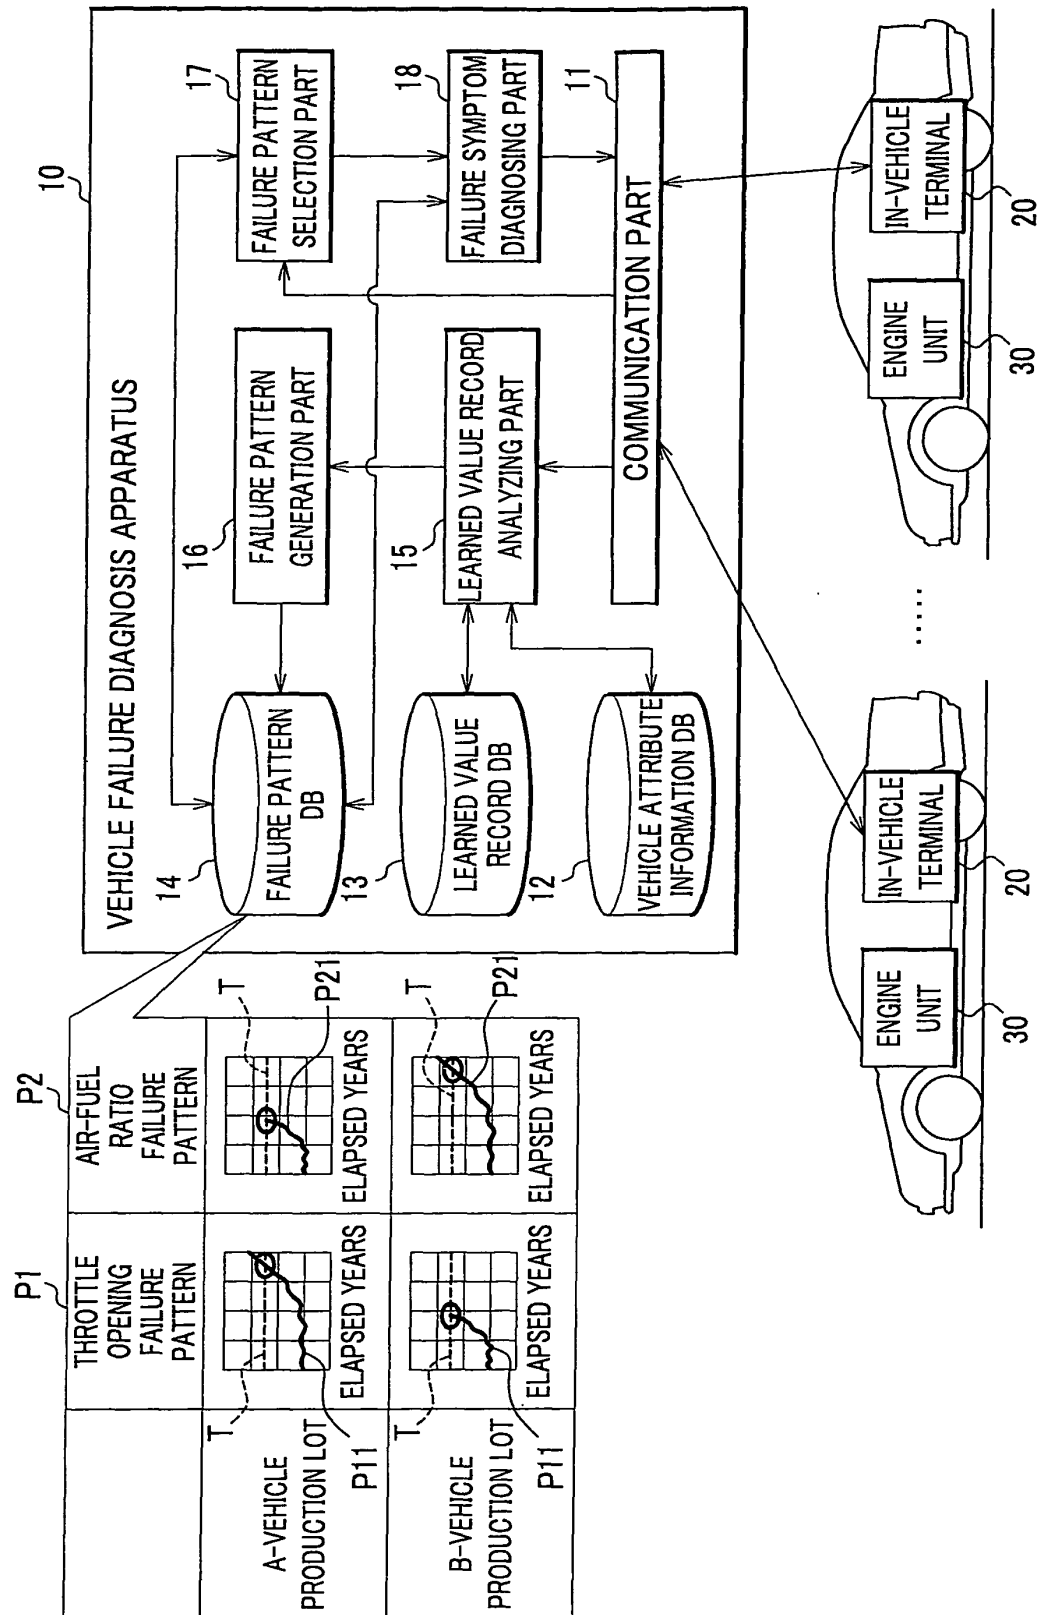 P1
P2
THROTTLE
OPENING
FAILURE
PATTERN
AIR-FUEL
RATIO
FAILURE
PATTERN
A-VEHICLE
PRODUCTION LOT
T
P11
ELAPSED YEARS
T
P21
ELAPSED YEARS
B-VEHICLE
PRODUCTION LOT
T
P11
ELAPSED YEARS
T
P21
ELAPSED YEARS
10
VEHICLE FAILURE DIAGNOSIS APPARATUS
14
FAILURE PATTERN
DB
16
FAILURE PATTERN
GENERATION PART
17
FAILURE PATTERN
SELECTION PART
13
LEARNED VALUE
RECORD DB
15
LEARNED VALUE RECORD
ANALYZING PART
18
FAILURE SYMPTOM
DIAGNOSING PART
12
VEHICLE ATTRIBUTE
INFORMATION DB
11
COMMUNICATION PART
ENGINE
UNIT
30
IN-VEHICLE
TERMINAL
20
.....
ENGINE
UNIT
30
IN-VEHICLE
TERMINAL
20